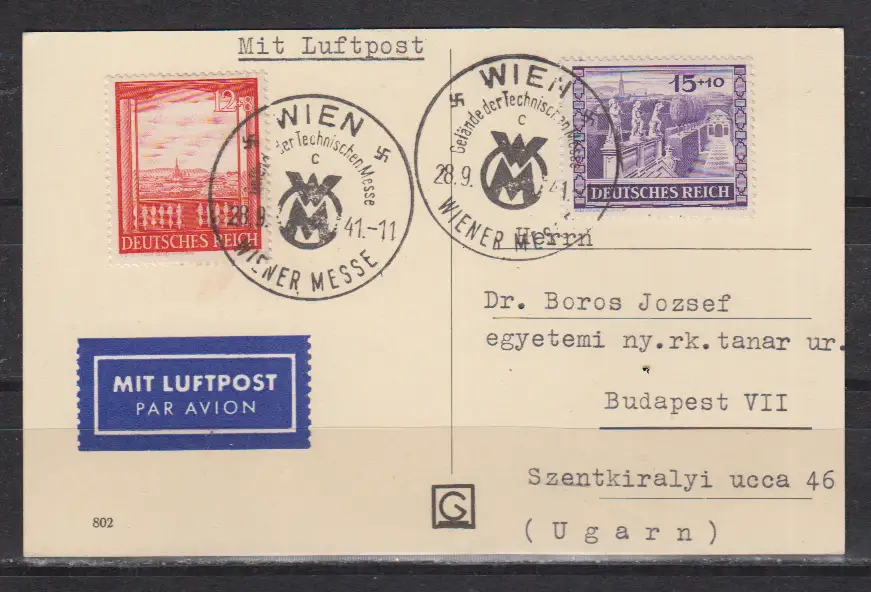 Mit Luftpost
12+8
DEUTSCHES REICH
WIEN
der Technischen Messe
C
WM
28.9. 41.-11
WIENER MESSE
WIEN
Gelände der Technischen Messe
C
WM
28.9. 41.
WIENER MESSE
15+10
DEUTSCHES REICH
Herrn
Dr. Boros Jozsef
egyetemi ny.rk.tanar ur.
Budapest VII
Szentkiralyi ucca 46
(Ugarn)
MIT LUFTPOST
PAR AVION
802
G